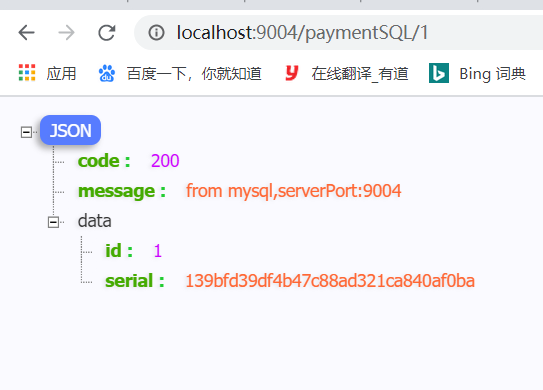 localhost:9004/paymentSQL/1
应用 百度一下，你就知道 在线翻译_有道 Bing 词典
JSON
code : 200
message : from mysql,serverPort:9004
data
id : 1
serial : 139bfd39df4b47c88ad321ca840af0ba